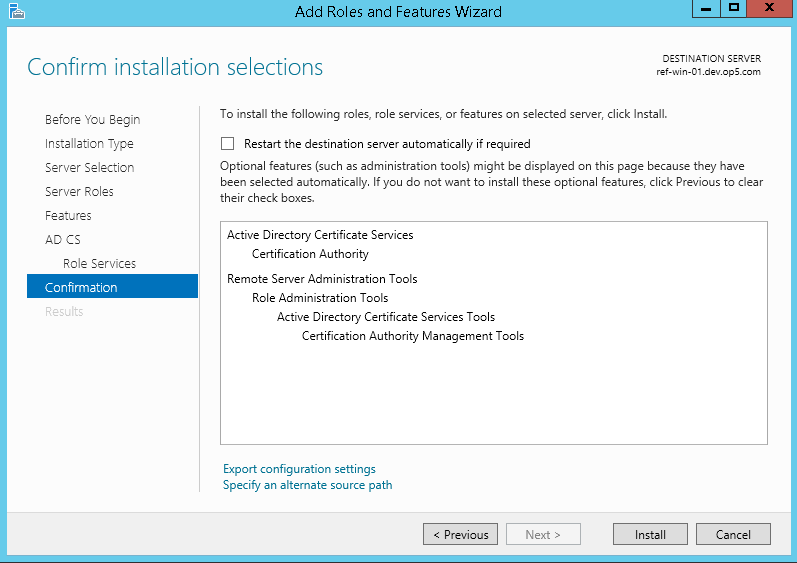 Add Roles and Features Wizard
Confirm installation selections
DESTINATION SERVER
ref-win-01.dev.op5.com
Before You Begin
Installation Type
Server Selection
Server Roles
Features
AD CS
Role Services
Confirmation
Results
To install the following roles, role services, or features on selected server, click Install.
Restart the destination server automatically if required
Optional features (such as administration tools) might be displayed on this page because they have
been selected automatically. If you do not want to install these optional features, click Previous to clear
their check boxes.
Active Directory Certificate Services
Certification Authority
Remote Server Administration Tools
Role Administration Tools
Active Directory Certificate Services Tools
Certification Authority Management Tools
Export configuration settings
Specify an alternate source path
< Previous
Next >
Install
Cancel